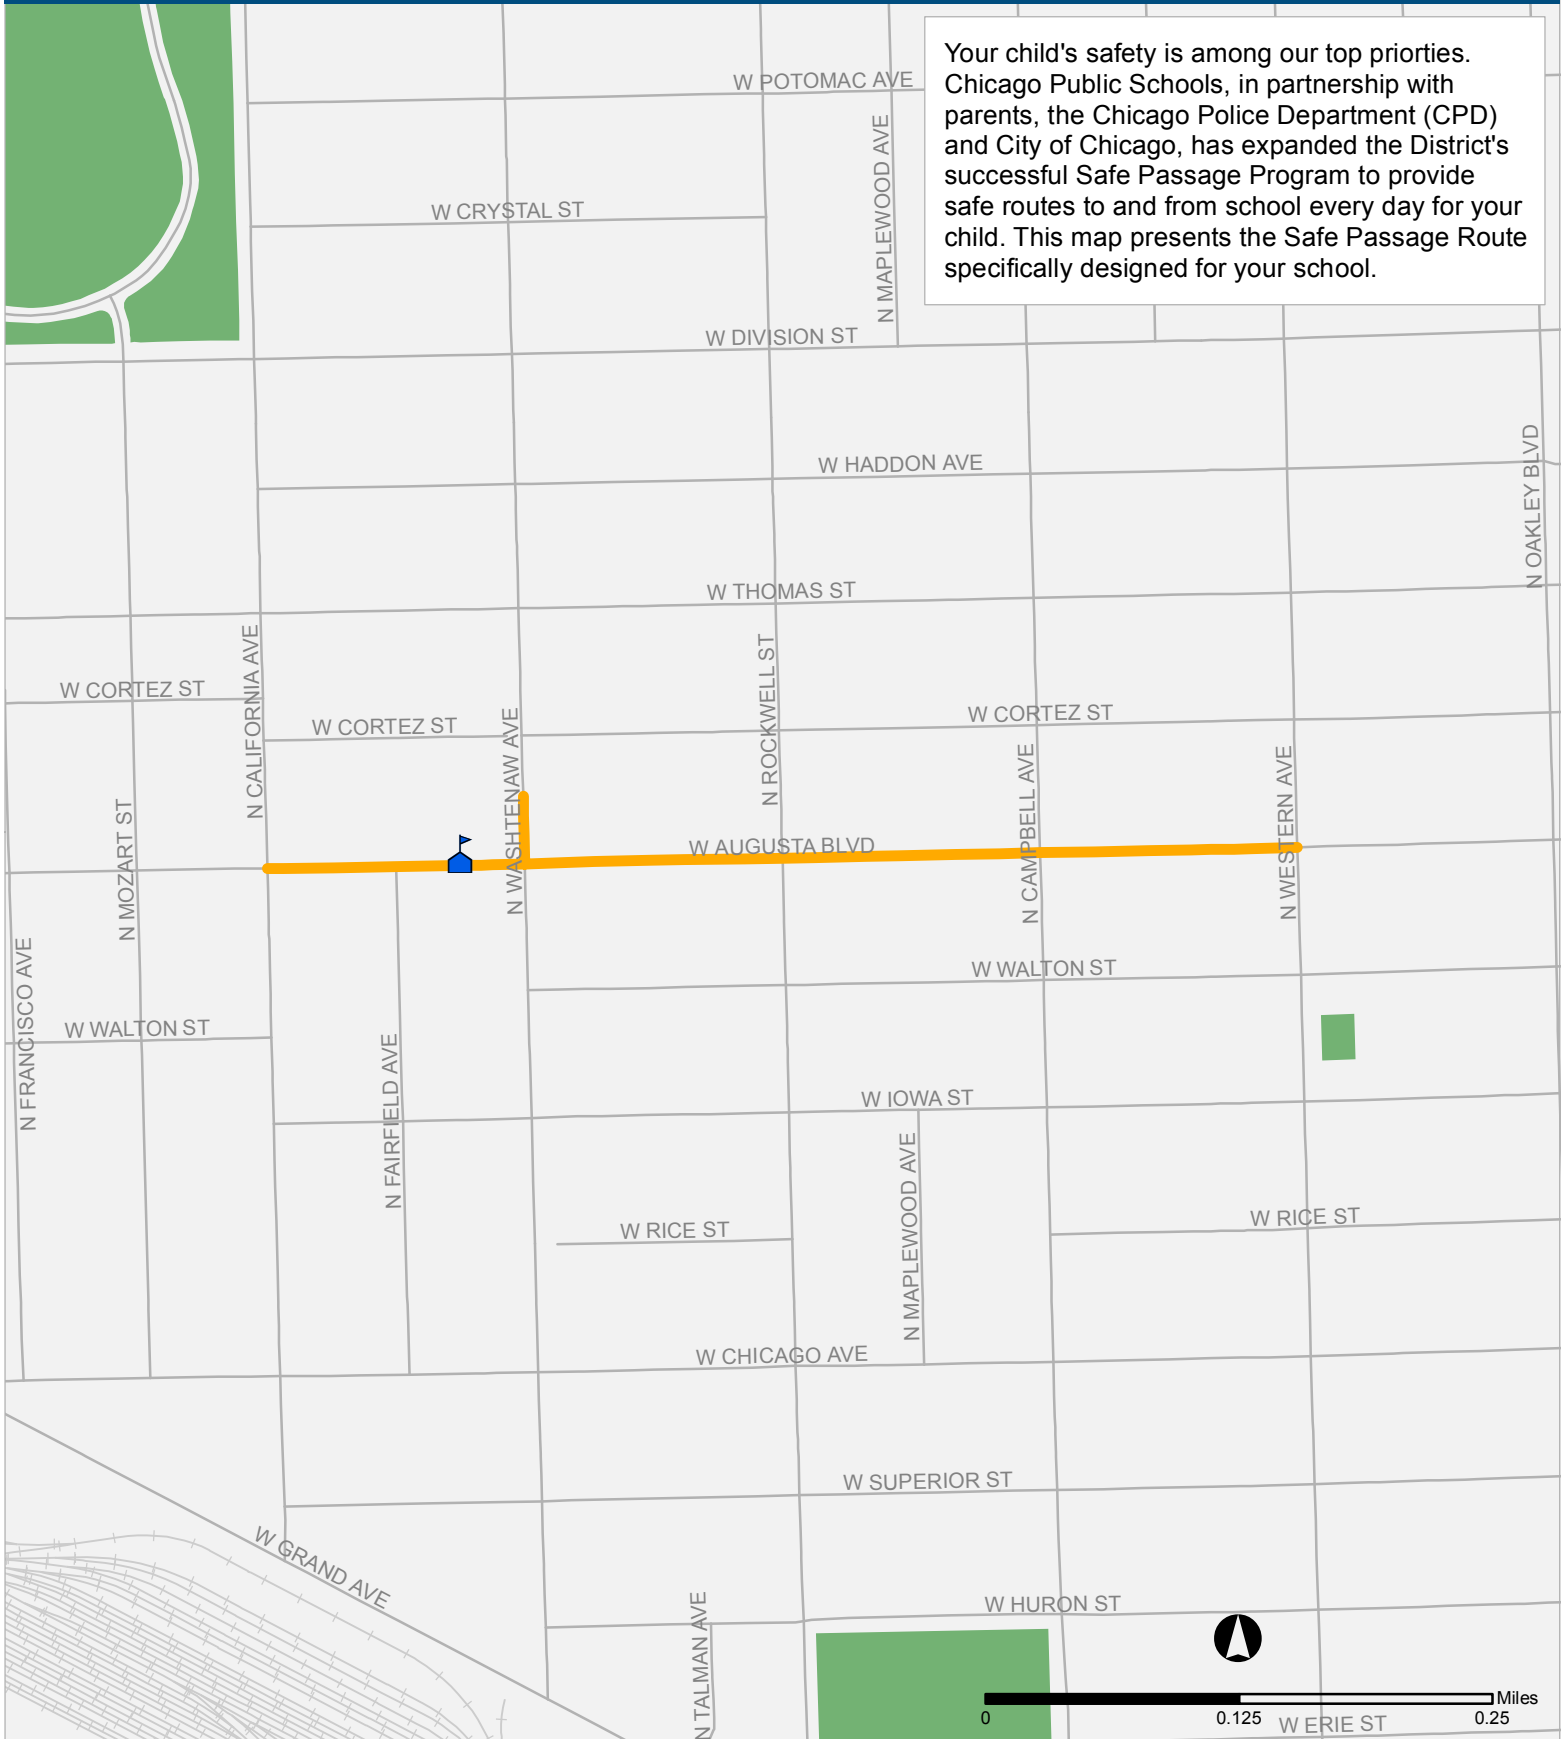 Your child's safety is among our top priorties.
Chicago Public Schools, in partnership with
parents, the Chicago Police Department (CPD)
and City of Chicago, has expanded the District's
successful Safe Passage Program to provide
safe routes to and from school every day for your
child. This map presents the Safe Passage Route
specifically designed for your school.
W POTOMAC AVE
N MAPLEWOOD AVE
W CRYSTAL ST
W DIVISION ST
W HADDON AVE
N OAKLEY BLVD
W THOMAS ST
N CALIFORNIA AVE
N ROCKWELL ST
W CORTEZ ST
W CORTEZ ST
W CORTEZ ST
N WASHTENAW AVE
N CAMPBELL AVE
N WESTERN AVE
N MOZART ST
W AUGUSTA BLVD
N FRANCISCO AVE
W WALTON ST
W WALTON ST
N FAIRFIELD AVE
W IOWA ST
N MAPLEWOOD AVE
W RICE ST
W RICE ST
W CHICAGO AVE
W SUPERIOR ST
W GRAND AVE
N TALMAN AVE
W HURON ST
Miles
0 0.125 0.25
W ERIE ST